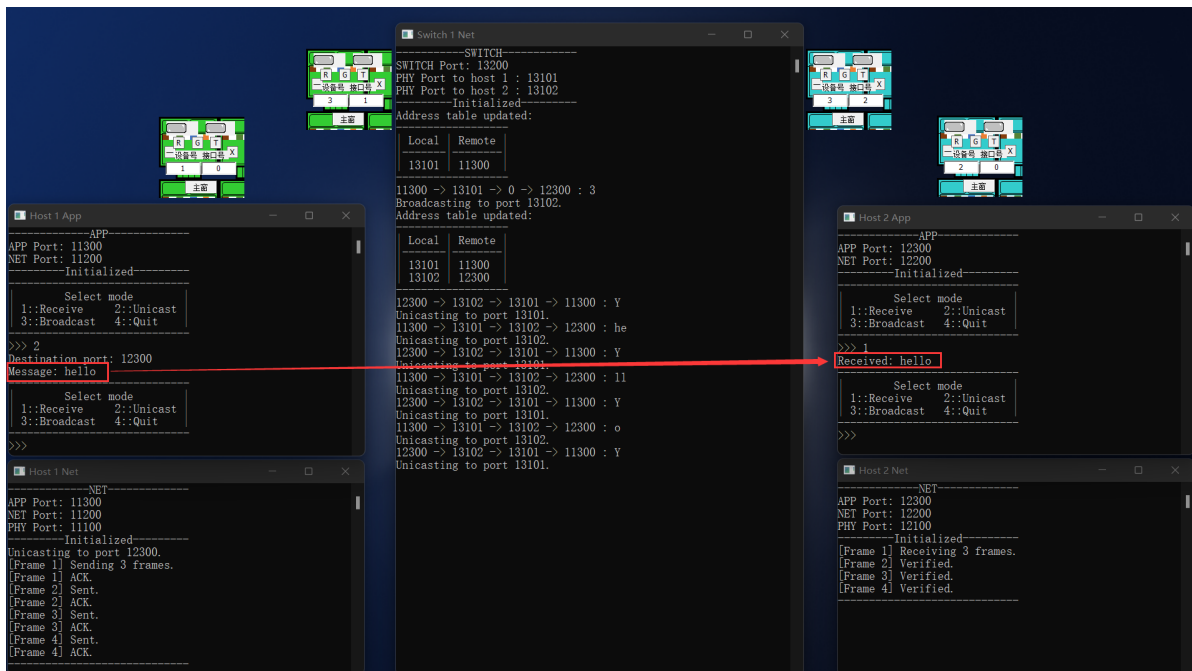 R G T
一设备号 接口号 X
3 1
主窗
R G T
一设备号 接口号 X
1 0
主窗
R G T
一设备号 接口号 X
3 2
主窗
R G T
一设备号 接口号 X
2 0
主窗
Switch 1 Net
-----------SWITCH------------
SWITCH Port: 13200
PHY Port to host 1 : 13101
PHY Port to host 2 : 13102
---------Initialized---------
Address table updated:
| Local | Remote |
| 13101 | 11300 |
11300 -> 13101 -> 0 -> 12300 : 3
Broadcasting to port 13102.
Address table updated:
| Local | Remote |
| 13101 | 11300 |
| 13102 | 12300 |
12300 -> 13102 -> 13101 -> 11300 : Y
Unicasting to port 13101.
11300 -> 13101 -> 13102 -> 12300 : he
Unicasting to port 13102.
12300 -> 13102 -> 13101 -> 11300 : Y
Unicasting to port 13101.
11300 -> 13101 -> 13102 -> 12300 : ll
Unicasting to port 13102.
12300 -> 13102 -> 13101 -> 11300 : Y
Unicasting to port 13101.
11300 -> 13101 -> 13102 -> 12300 : o
Unicasting to port 13102.
12300 -> 13102 -> 13101 -> 11300 : Y
Unicasting to port 13101.
Host 1 App
-------------APP-------------
APP Port: 11300
NET Port: 11200
---------Initialized---------
Select mode
1::Receive 2::Unicast
3::Broadcast 4::Quit
>>> 2
Destination port: 12300
Message: hello
Select mode
1::Receive 2::Unicast
3::Broadcast 4::Quit
>>>
Host 1 Net
-------------NET-------------
APP Port: 11300
NET Port: 11200
PHY Port: 11100
---------Initialized---------
Unicasting to port 12300.
[Frame 1] Sending 3 frames.
[Frame 1] ACK.
[Frame 2] Sent.
[Frame 2] ACK.
[Frame 3] Sent.
[Frame 3] ACK.
[Frame 4] Sent.
[Frame 4] ACK.
Host 2 App
-------------APP-------------
APP Port: 12300
NET Port: 12200
---------Initialized---------
Select mode
1::Receive 2::Unicast
3::Broadcast 4::Quit
>>> 1
Received: hello
Select mode
1::Receive 2::Unicast
3::Broadcast 4::Quit
>>>
Host 2 Net
-------------NET-------------
APP Port: 12300
NET Port: 12200
PHY Port: 12100
---------Initialized---------
[Frame 1] Receiving 3 frames.
[Frame 2] Verified.
[Frame 3] Verified.
[Frame 4] Verified.